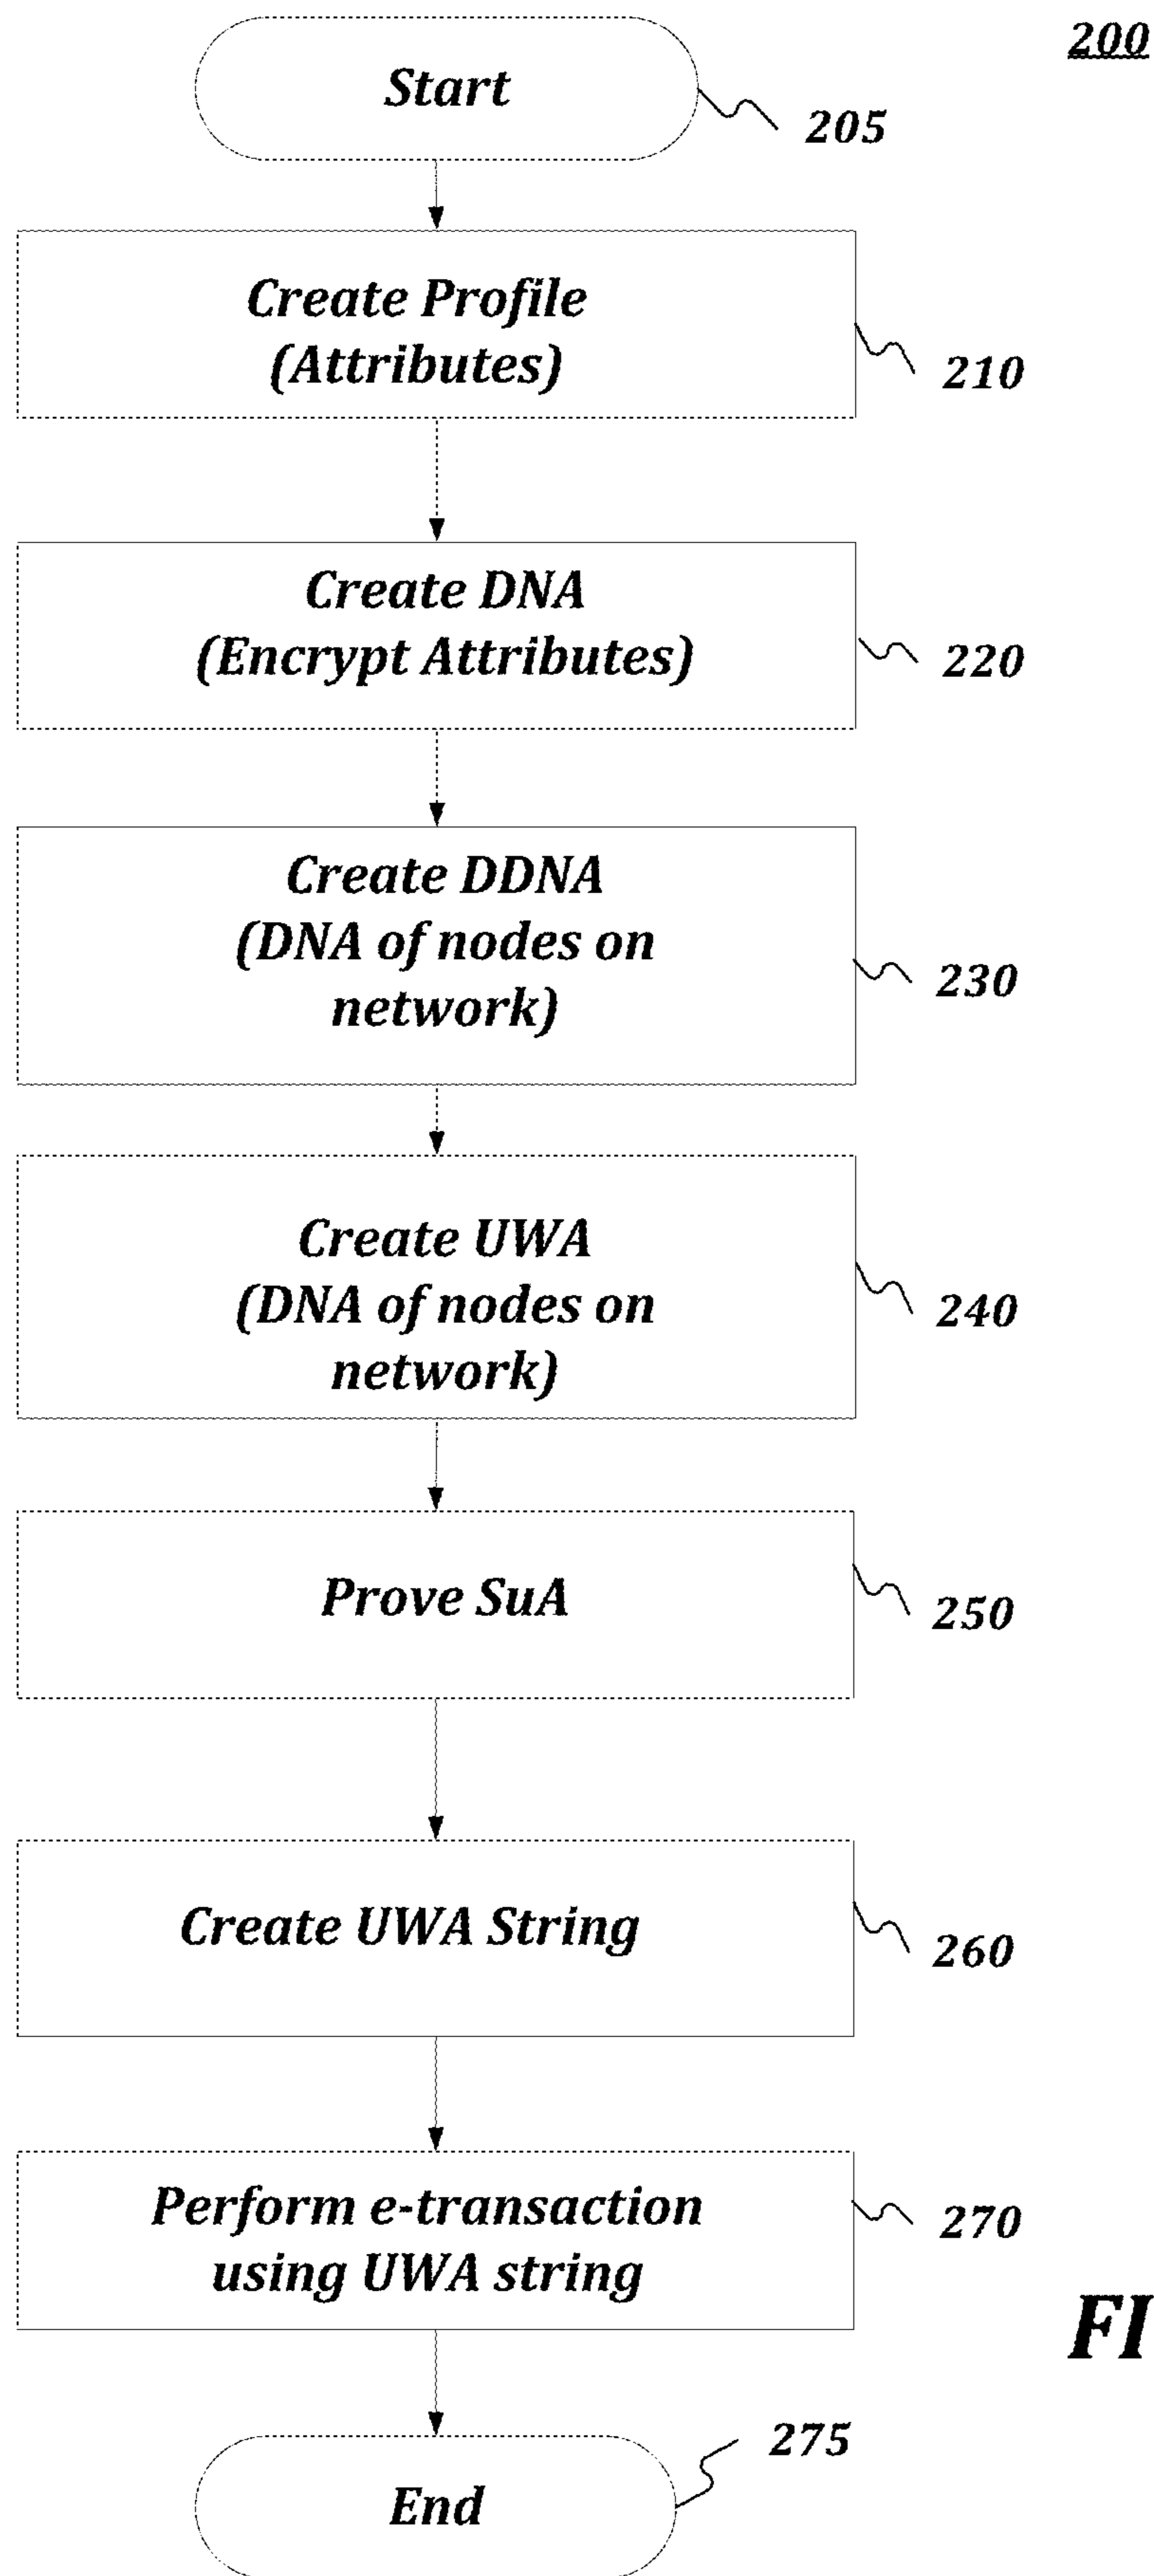 200
Start
205
Create Profile
(Attributes)
210
Create DNA
(Encrypt Attributes)
220
Create DDNA
(DNA of nodes on
network)
230
Create UWA
(DNA of nodes on
network)
240
Prove SuA
250
Create UWA String
260
Perform e-transaction
using UWA string
270
FI
End
275